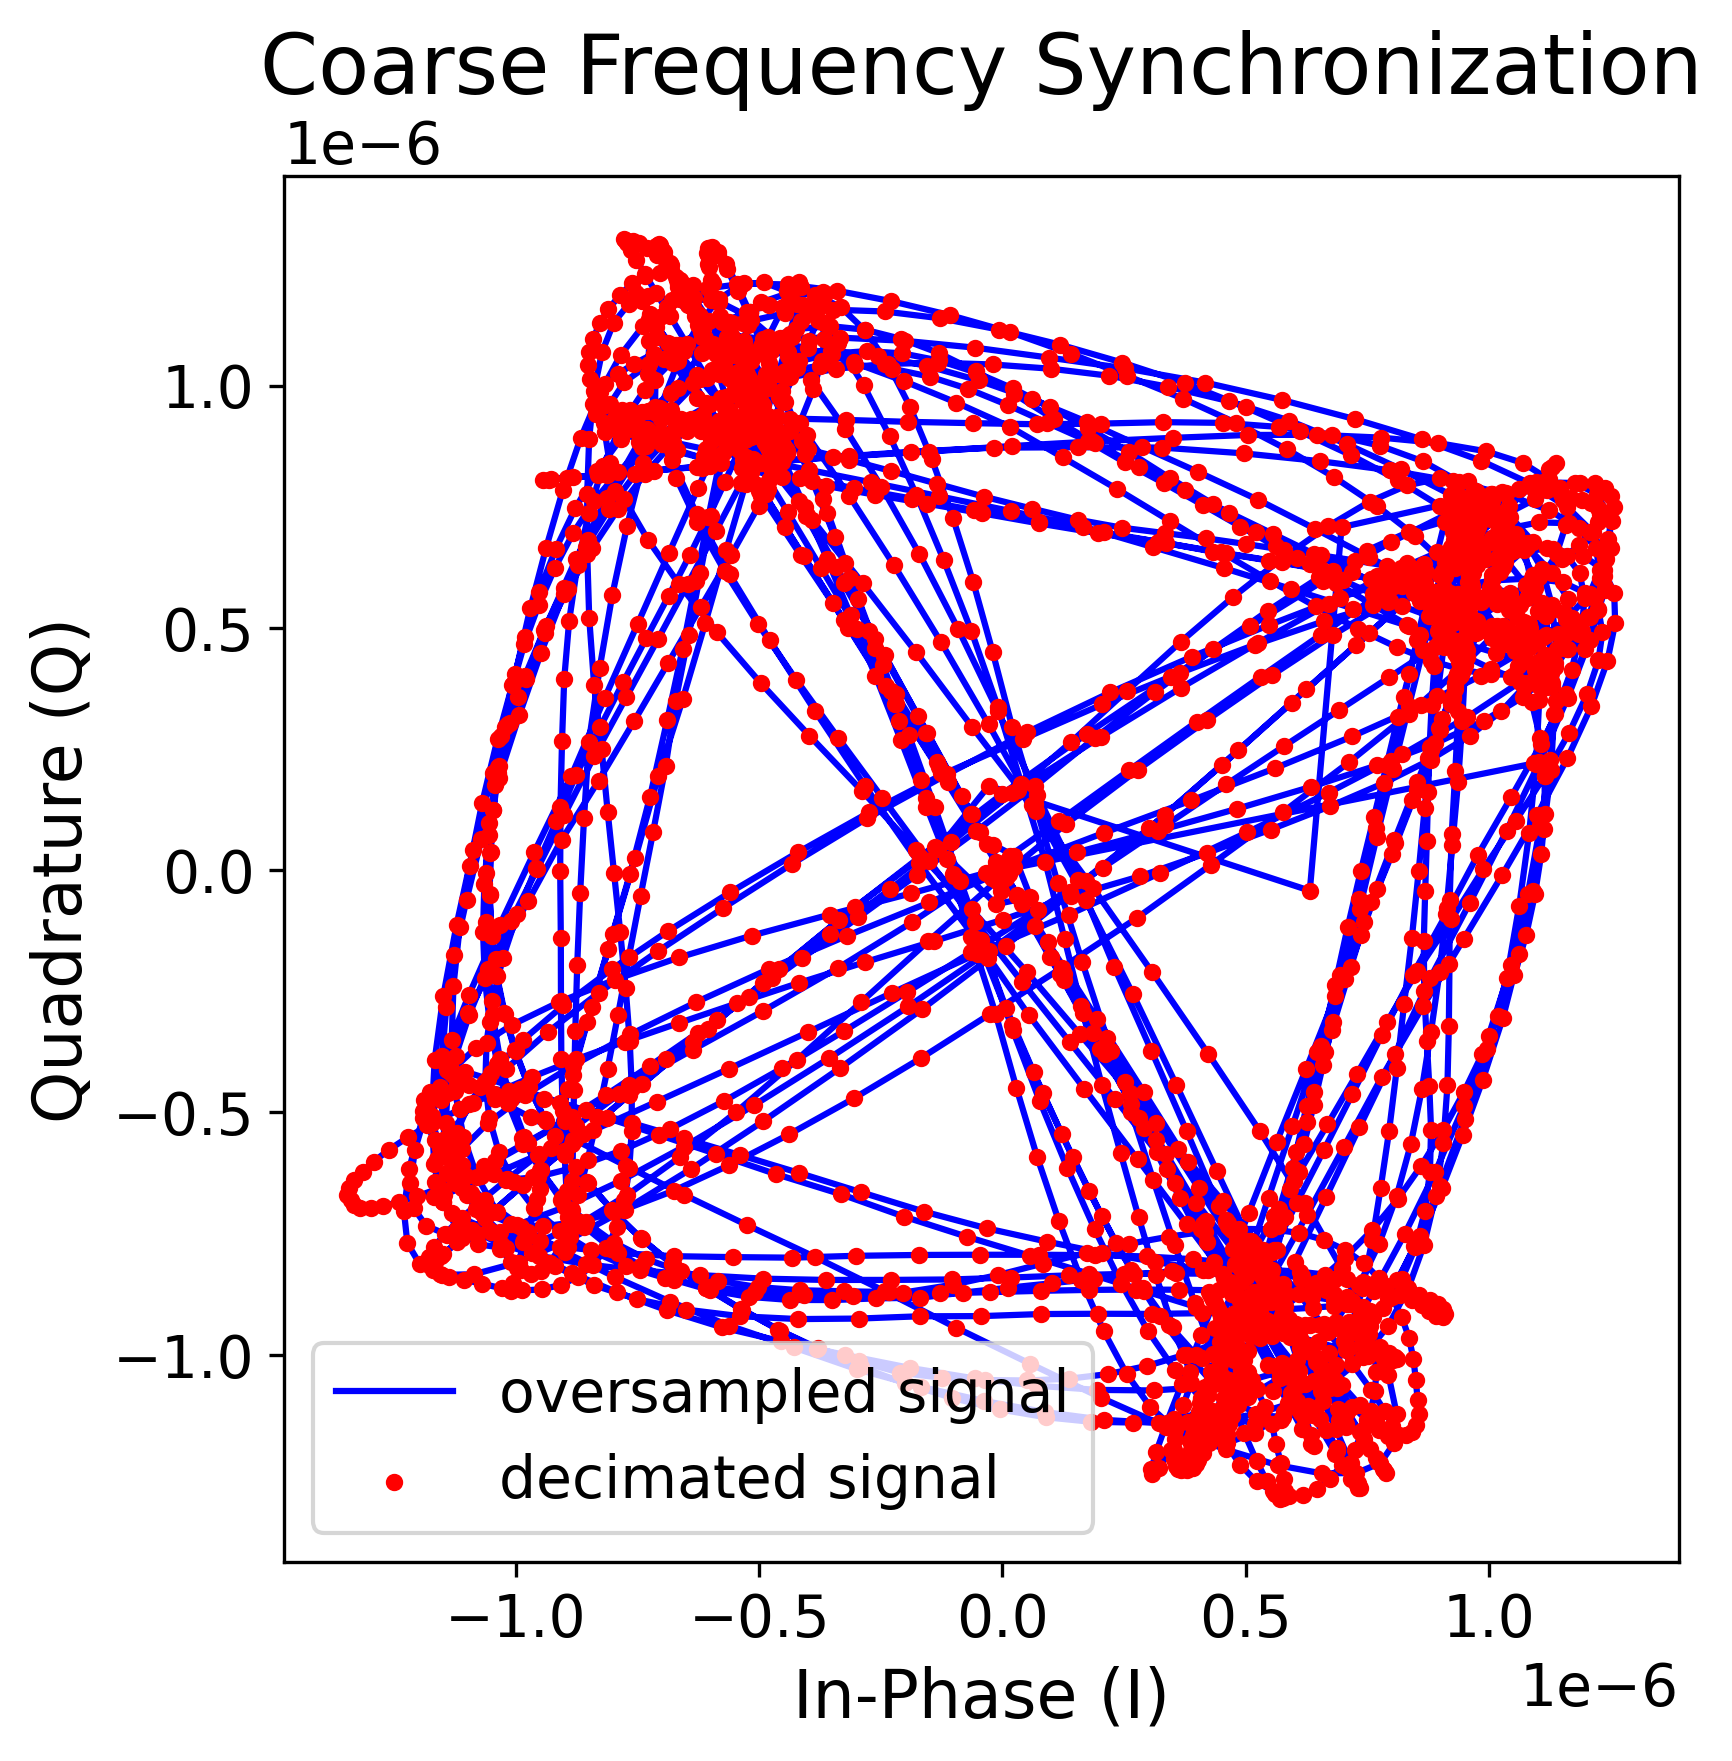 Coarse Frequency Synchronization
1e−6
1.0
0.5
0.0
−0.5
−1.0
Quadrature (Q)
oversampled signal
decimated signal
−1.0 −0.5 0.0 0.5 1.0
In-Phase (I)
1e−6